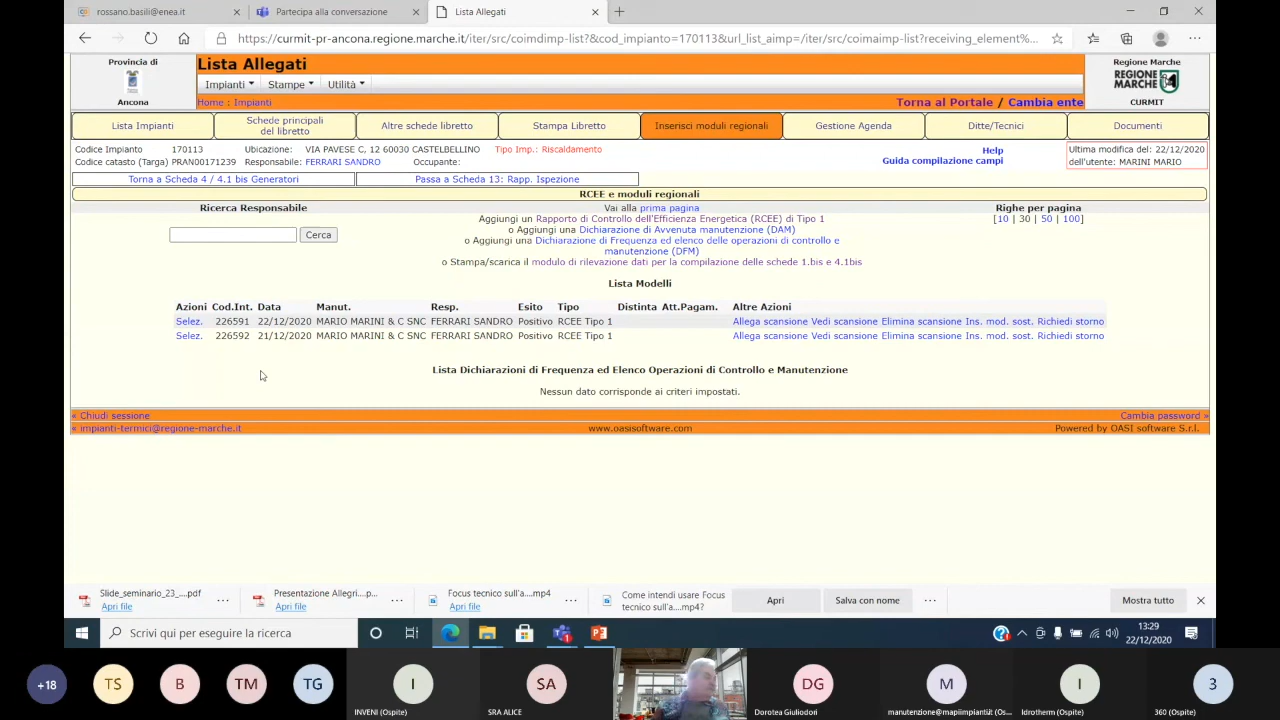 rossano.basili@enea.it
Partecipa alla conversazione
Lista Allegati
https://curmit-pr-ancona.regione.marche.it/iter/src/coimdimp-list?&cod_impianto=170113&url_list_aimp=/iter/src/coimaimp-list?receiving_element%...
Provincia di
Ancona
Lista Allegati
Impianti
Stampe
Utilità
Home : Impianti
Torna al Portale / Cambia ente
Regione Marche
REGIONE
MARCHE
CURMIT
Lista Impianti
Schede principali
del libretto
Altre schede libretto
Stampa Libretto
Inserisci moduli regionali
Gestione Agenda
Ditte/Tecnici
Documenti
Codice Impianto 170113 Ubicazione: VIA PAVESE C, 12 60030 CASTELBELLINO Tipo Imp.: Riscaldamento
Codice catasto (Targa) PRAN00171239 Responsabile: FERRARI SANDRO Occupante:
Help
Guida compilazione campi
Ultima modifica del: 22/12/2020
dell'utente: MARINI MARIO
Torna a Scheda 4 / 4.1 bis Generatori
Passa a Scheda 13: Rapp. Ispezione
RCEE e moduli regionali
Ricerca Responsabile
Cerca
Vai alla prima pagina
Aggiungi un Rapporto di Controllo dell'Efficienza Energetica (RCEE) di Tipo 1
o Aggiungi una Dichiarazione di Avvenuta manutenzione (DAM)
o Aggiungi una Dichiarazione di Frequenza ed elenco delle operazioni di controllo e
manutenzione (DFM)
o Stampa/scarica il modulo di rilevazione dati per la compilazione delle schede 1.bis e 4.1bis
Righe per pagina
[10 | 30 | 50 | 100]
Lista Modelli
Azioni Cod.Int. Data Manut. Resp. Esito Tipo Distinta Att.Pagam. Altre Azioni
Selez. 226591 22/12/2020 MARIO MARINI & C SNC FERRARI SANDRO Positivo RCEE Tipo 1 Allega scansione Vedi scansione Elimina scansione Ins. mod. sost. Richiedi storno
Selez. 226592 21/12/2020 MARIO MARINI & C SNC FERRARI SANDRO Positivo RCEE Tipo 1 Allega scansione Vedi scansione Elimina scansione Ins. mod. sost. Richiedi storno
Lista Dichiarazioni di Frequenza ed Elenco Operazioni di Controllo e Manutenzione
Nessun dato corrisponde ai criteri impostati.
« Chiudi sessione
Cambia password »
« impianti-termici@regione-marche.it
www.oasisoftware.com
Powered by OASI software S.r.l.
Slide_seminario_23_....pdf
Apri file
Presentazione Allegri....p...
Apri file
Focus tecnico sull'a....mp4
Apri file
Come intendi usare Focus
tecnico sull'a....mp4?
Apri
Salva con nome
Mostra tutto
Scrivi qui per eseguire la ricerca
13:29
22/12/2020
+18
TS
B
TM
TG
I
INVENI (Ospite)
SA
SRA ALICE
DG
Dorotea Giuliodori
M
manutenzione@mapiimpianti.it (Os...
I
Idrotherm (Ospite)
3
360 (Ospite)